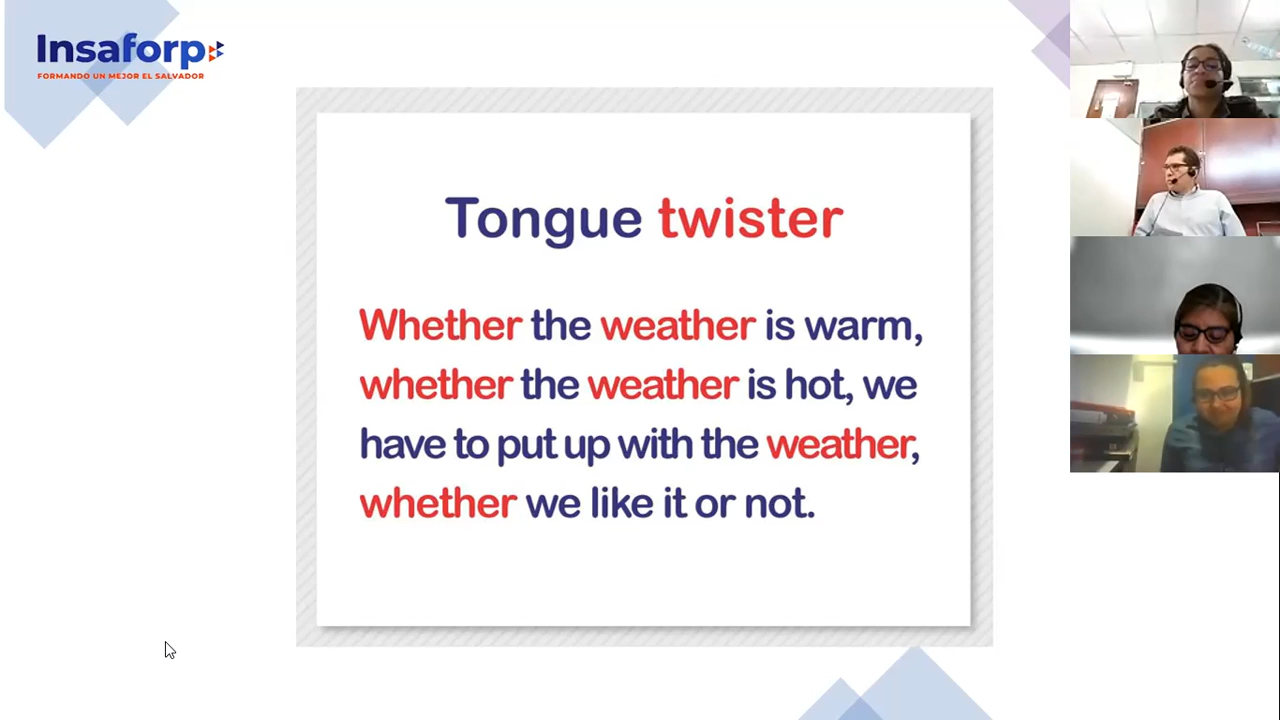 Insaforp
FORMANDO UN MEJOR EL SALVADOR
Tongue twister
Whether the weather is warm,
whether the weather is hot, we
have to put up with the weather,
whether we like it or not.